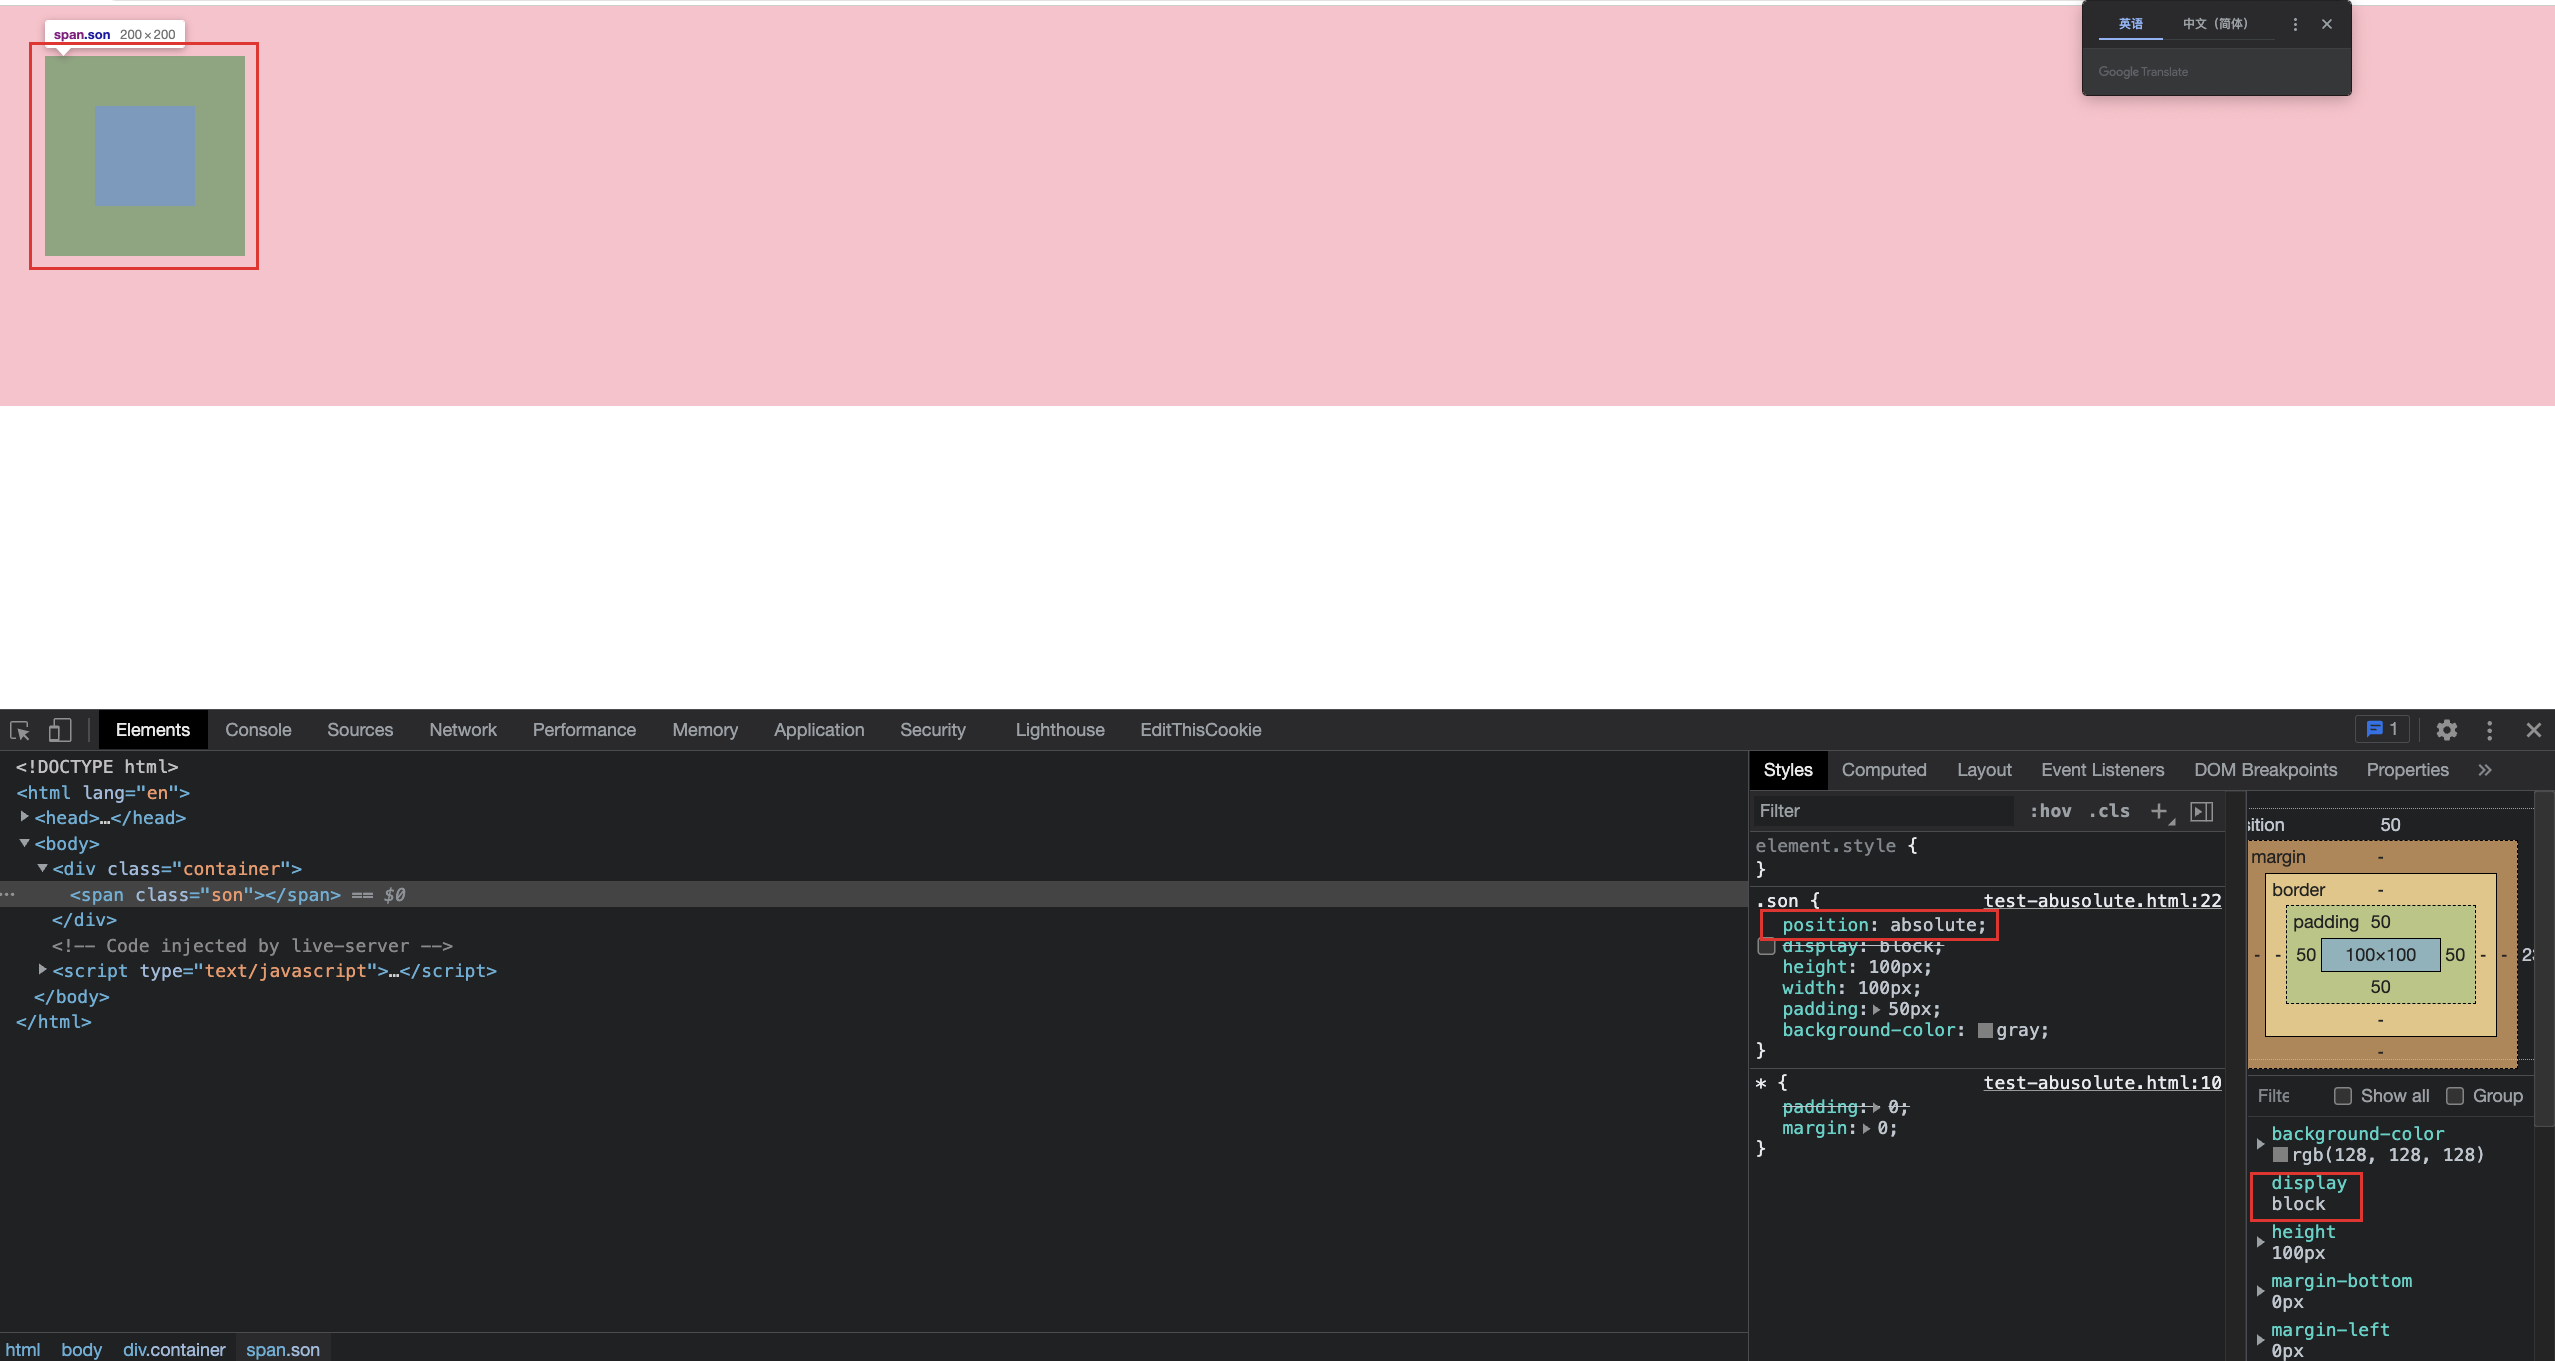 span.son 200×200
英语 中文（简体）
Google Translate
Elements Console Sources Network Performance Memory Application Security Lighthouse EditThisCookie 1
<!DOCTYPE html>
<html lang="en">
<head>…</head>
<body>
<div class="container">
<span class="son"></span> == $0
</div>
<!-- Code injected by live-server -->
<script type="text/javascript">…</script>
</body>
</html>
html body div.container span.son
Styles Computed Layout Event Listeners DOM Breakpoints Properties »
Filter :hov .cls +
element.style {
}
.son { test-abusolute.html:22
position: absolute;
display: block;
height: 100px;
width: 100px;
padding: 50px;
background-color: gray;
}
* { test-abusolute.html:10
padding: 0;
margin: 0;
}
sition 50
margin -
border -
padding 50
- - 50 100×100 50 - -
50
-
-
Filte Show all Group
background-color
rgb(128, 128, 128)
display
block
height
100px
margin-bottom
0px
margin-left
0px